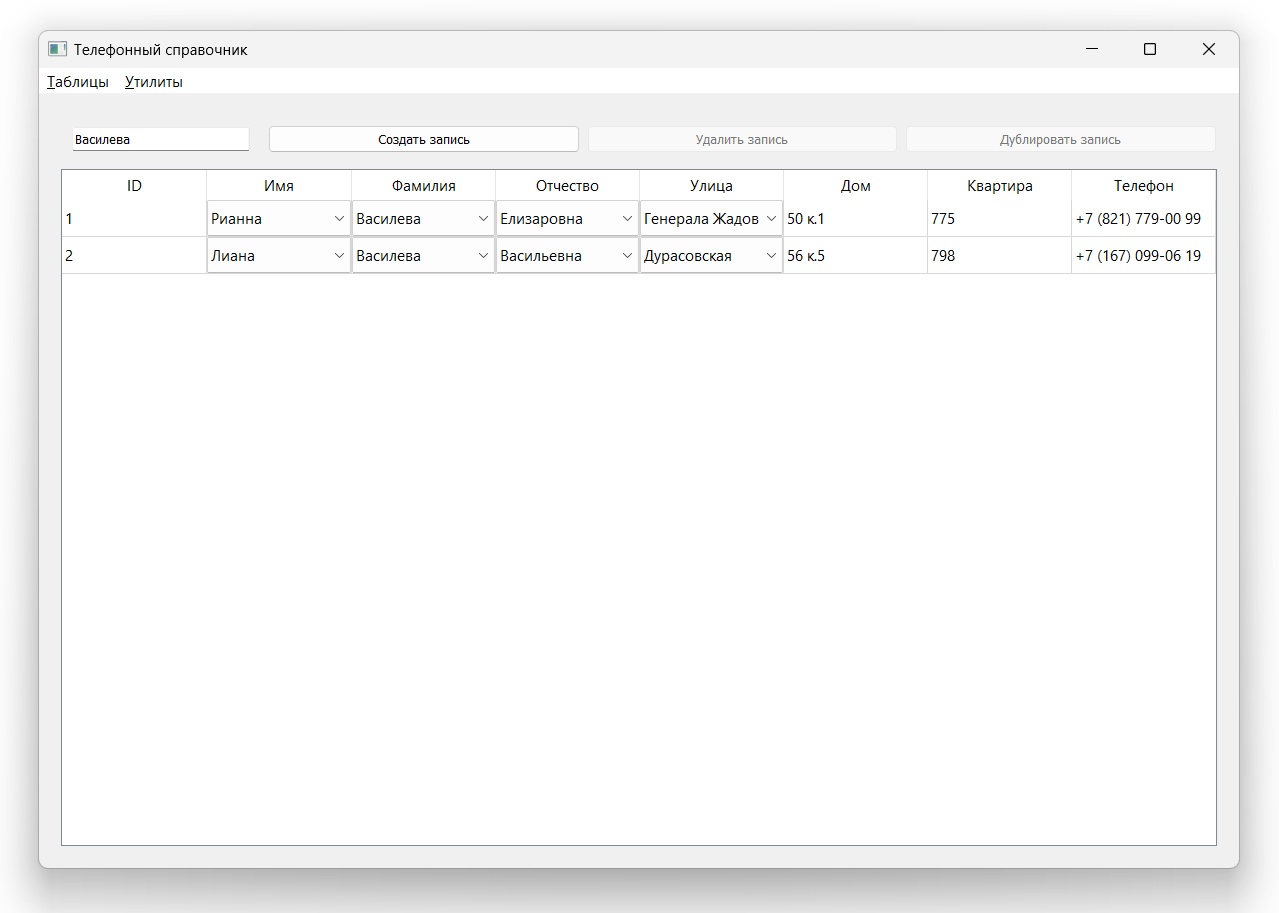 Телефонный справочник
Таблицы Утилиты
Василева Создать запись Удалить запись Дублировать запись
ID Имя Фамилия Отчество Улица Дом Квартира Телефон
1 Рианна Василева Елизаровна Генерала Жадов 50 к.1 775 +7 (821) 779-00 99
2 Лиана Василева Васильевна Дурасовская 56 к.5 798 +7 (167) 099-06 19